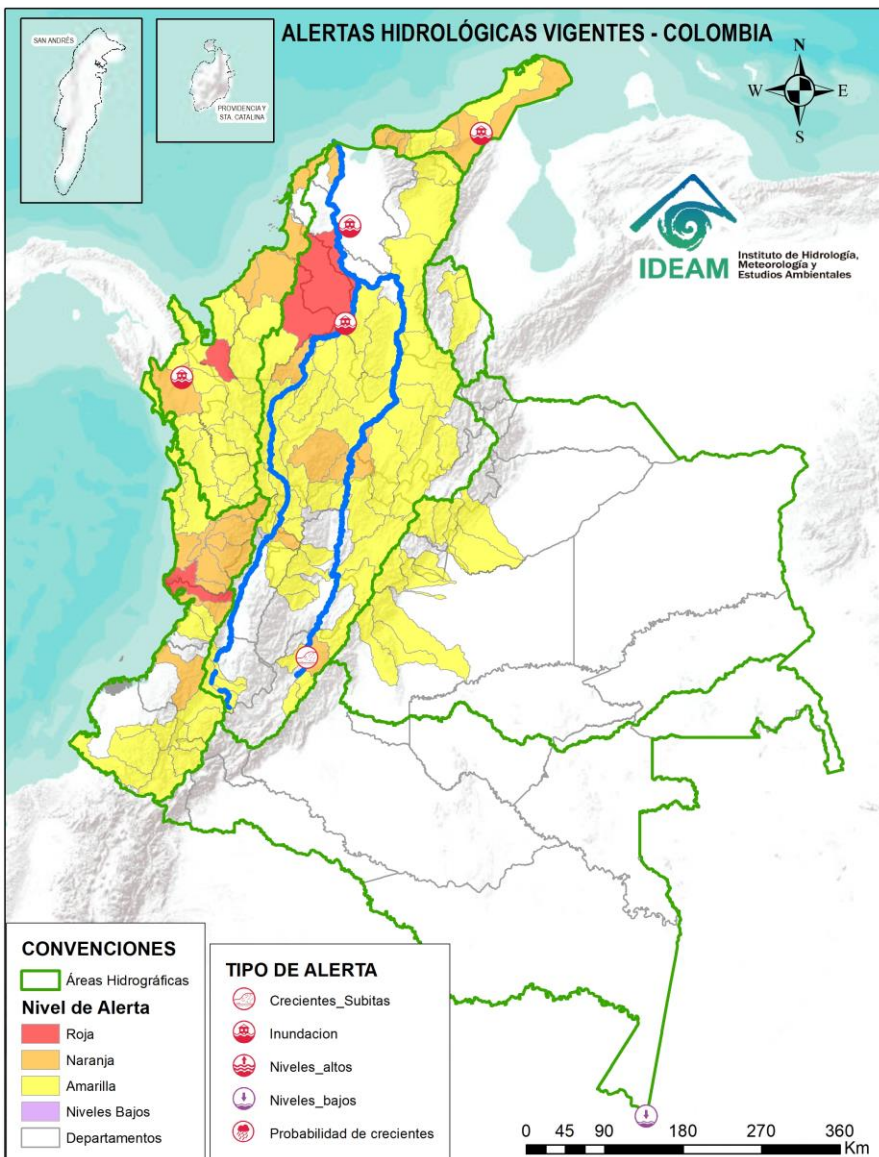 ALERTAS HIDROLÓGICAS VIGENTES - COLOMBIA
SAN ANDRÉS
PROVIDENCIA Y
STA. CATALINA
N
W
E
S
IDEAM
Instituto de Hidrología,
Meteorología y
Estudios Ambientales
CONVENCIONES
Áreas Hidrográficas
Nivel de Alerta
Roja
Naranja
Amarilla
Niveles Bajos
Departamentos
TIPO DE ALERTA
Crecientes_Subitas
Inundacion
Niveles_altos
Niveles_bajos
Probabilidad de crecientes
0 45 90 180 270 360
Km